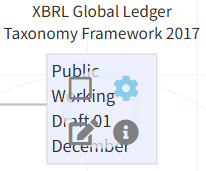 XBRL Global Ledger
Taxonomy Framework 2017
Public
Working
Draft 01
December